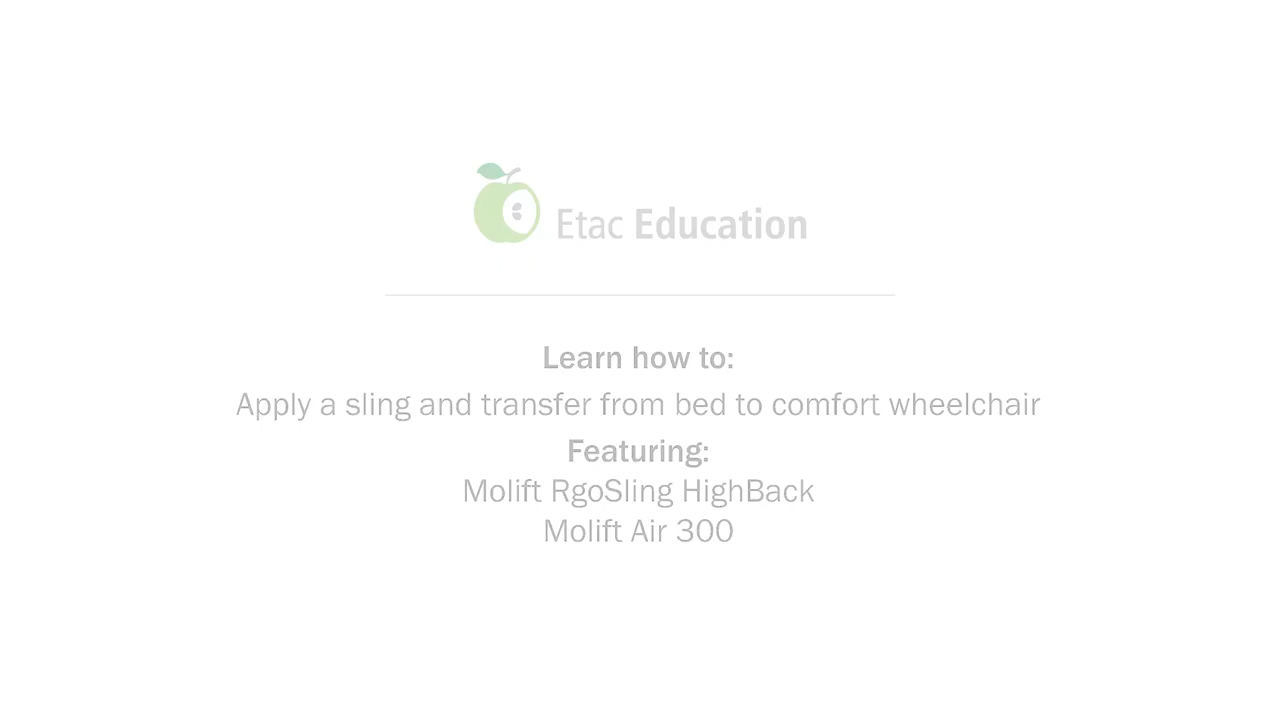 Etac Education
Learn how to:
Apply a sling and transfer from bed to comfort wheelchair
Featuring:
Molift RgoSling HighBack
Molift Air 300